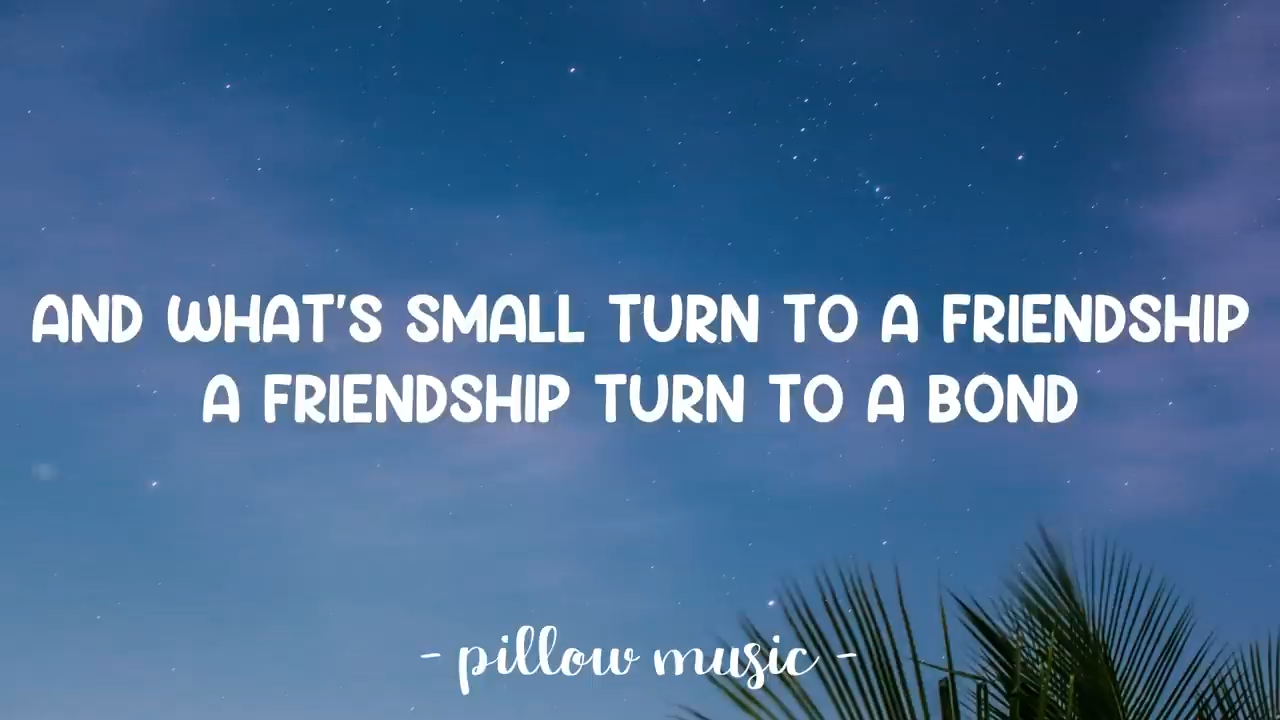 AND WHAT'S SMALL TURN TO A FRIENDSHIP
A FRIENDSHIP TURN TO A BOND
- pillow music -